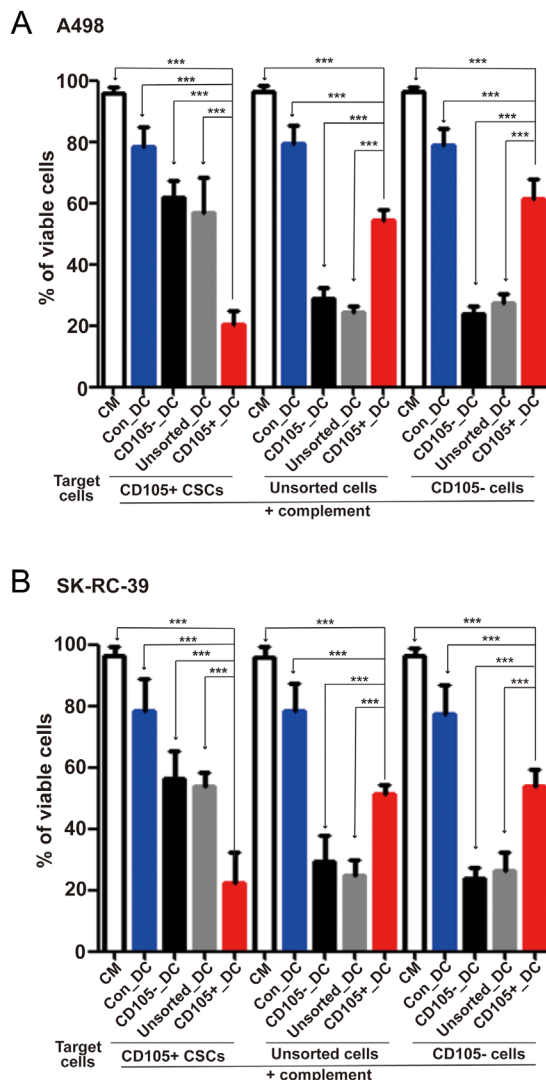 A A498
*** *** ***
*** *** ***
*** *** ***
*** *** ***
100
80
60
40
20
0
% of viable cells
CM Con_DC CD105-_DC Unsorted_DC CD105+_DC CM Con_DC CD105-_DC Unsorted_DC CD105+_DC CM Con_DC CD105-_DC Unsorted_DC CD105+_DC
Target cells CD105+ CSCs Unsorted cells CD105- cells
+ complement
B SK-RC-39
*** *** ***
*** *** ***
*** *** ***
*** *** ***
100
80
60
40
20
0
% of viable cells
CM Con_DC CD105-_DC Unsorted_DC CD105+_DC CM Con_DC CD105-_DC Unsorted_DC CD105+_DC CM Con_DC CD105-_DC Unsorted_DC CD105+_DC
Target cells CD105+ CSCs Unsorted cells CD105- cells
+ complement